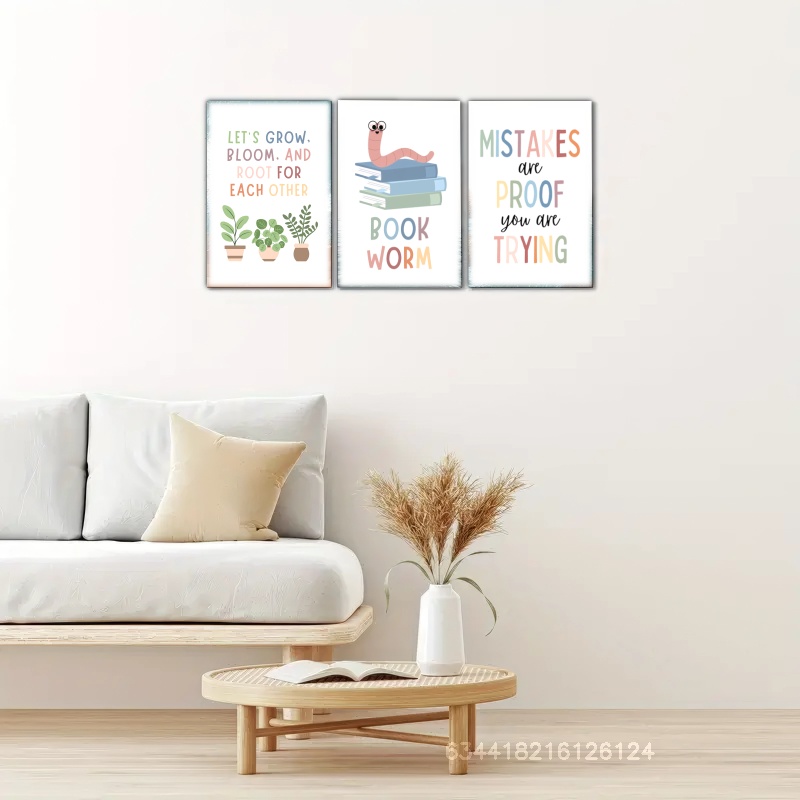 LET'S GROW,
BLOOM, AND
ROOT FOR
EACH OTHER
BOOK
WORM
MISTAKES
are
PROOF
you are
TRYING
634418216126124